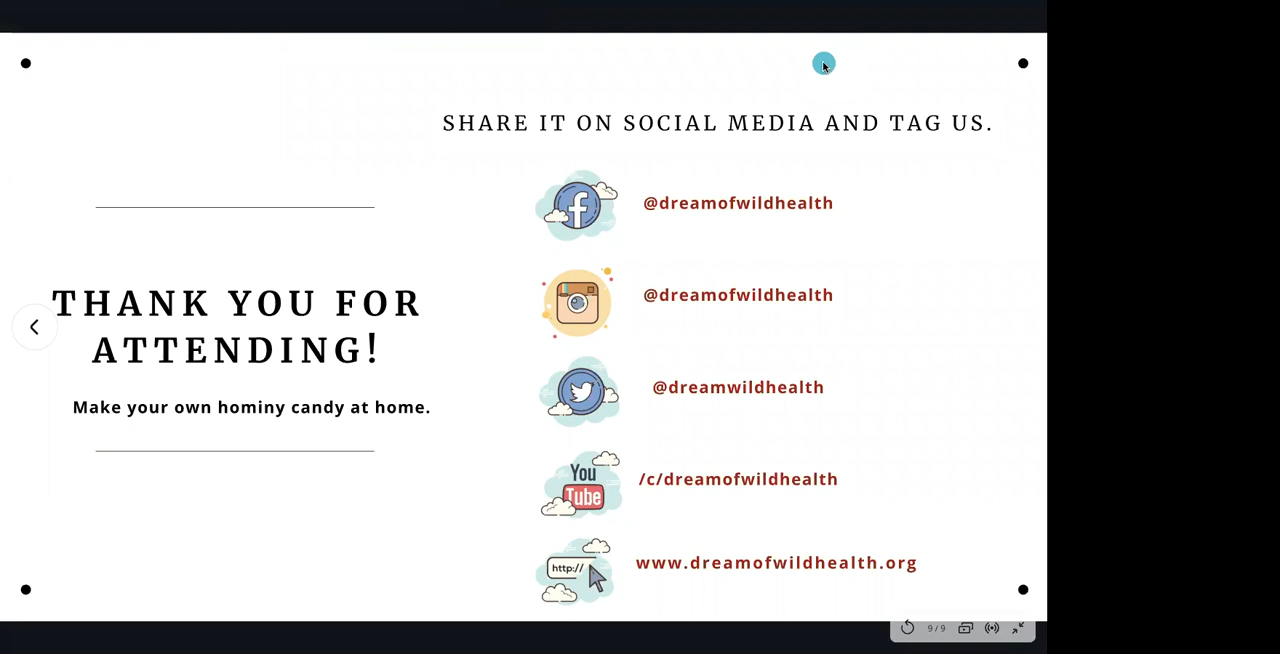 THANK YOU FOR
ATTENDING!
Make your own hominy candy at home.
SHARE IT ON SOCIAL MEDIA AND TAG US.
f
@dreamofwildhealth
@dreamofwildhealth
@dreamwildhealth
You
Tube
/c/dreamofwildhealth
http://
www.dreamofwildhealth.org
9/9